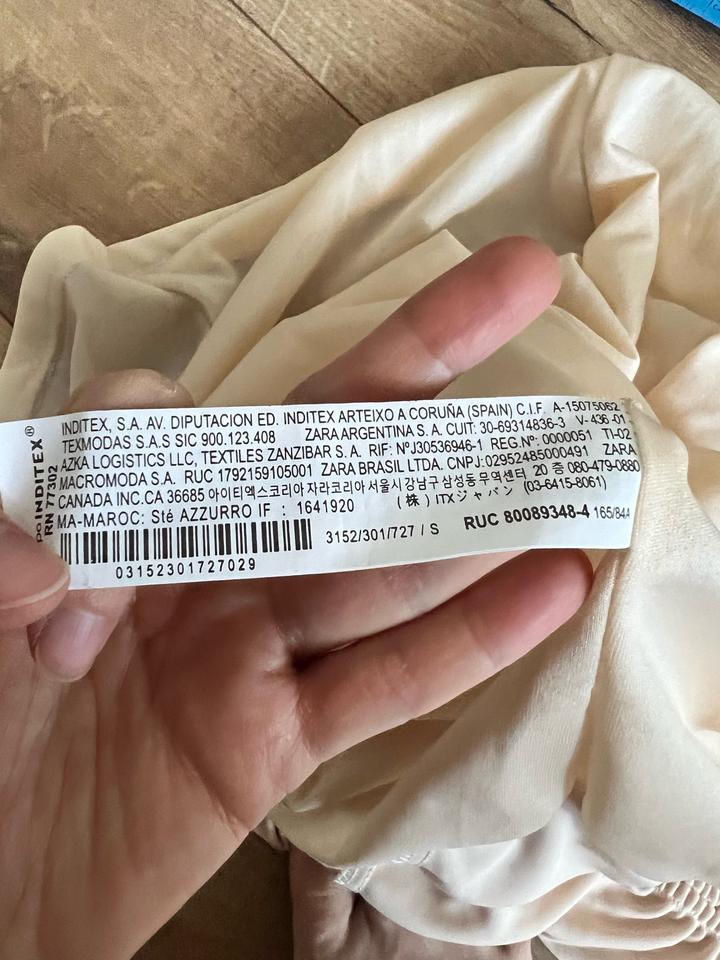 INDITEX®
RN 77302
INDITEX, S.A. AV. DIPUTACION ED. INDITEX ARTEIXO A CORUÑA (SPAIN) C.I.F. A-15075062
TEXMODAS S.A.S SIC 900.123.408 ZARA ARGENTINA S.A. CUIT: 30-69314836-3 V-436-01
AZKA LOGISTICS LLC, TEXTILES ZANZIBAR S.A. RIF: NºJ30536946-1 REG.Nº: 0000051 TI-02
MACROMODA S.A. RUC 1792159105001 ZARA BRASIL LTDA. CNPJ:02952485000491 ZARA
CANADA INC.CA 36685 아이티엑스코리아 자라코리아 서울시강남구 삼성동무역센터 20 층 080-479-0880
MA-MAROC: Sté AZZURRO IF : 1641920 (株) ITXジャパン (03-6415-8061)
3152/301/727 / S RUC 80089348-4 165/84A
03152301727029